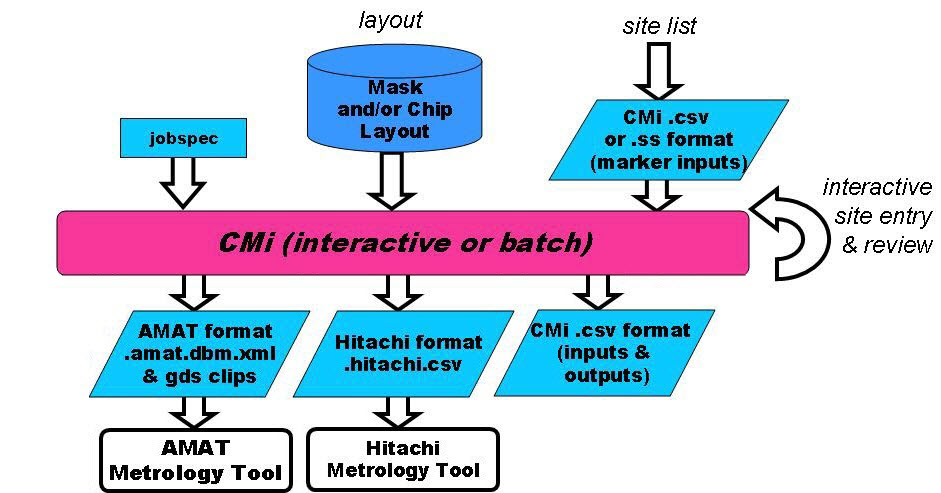 layout
site list
Mask
and/or Chip
Layout
jobspec
CMi .csv
or .ss format
(marker inputs)
interactive
site entry
& review
CMi (interactive or batch)
AMAT format
.amat.dbm.xml
& gds clips
Hitachi format
.hitachi.csv
CMi .csv format
(inputs &
outputs)
AMAT
Metrology Tool
Hitachi
Metrology Tool